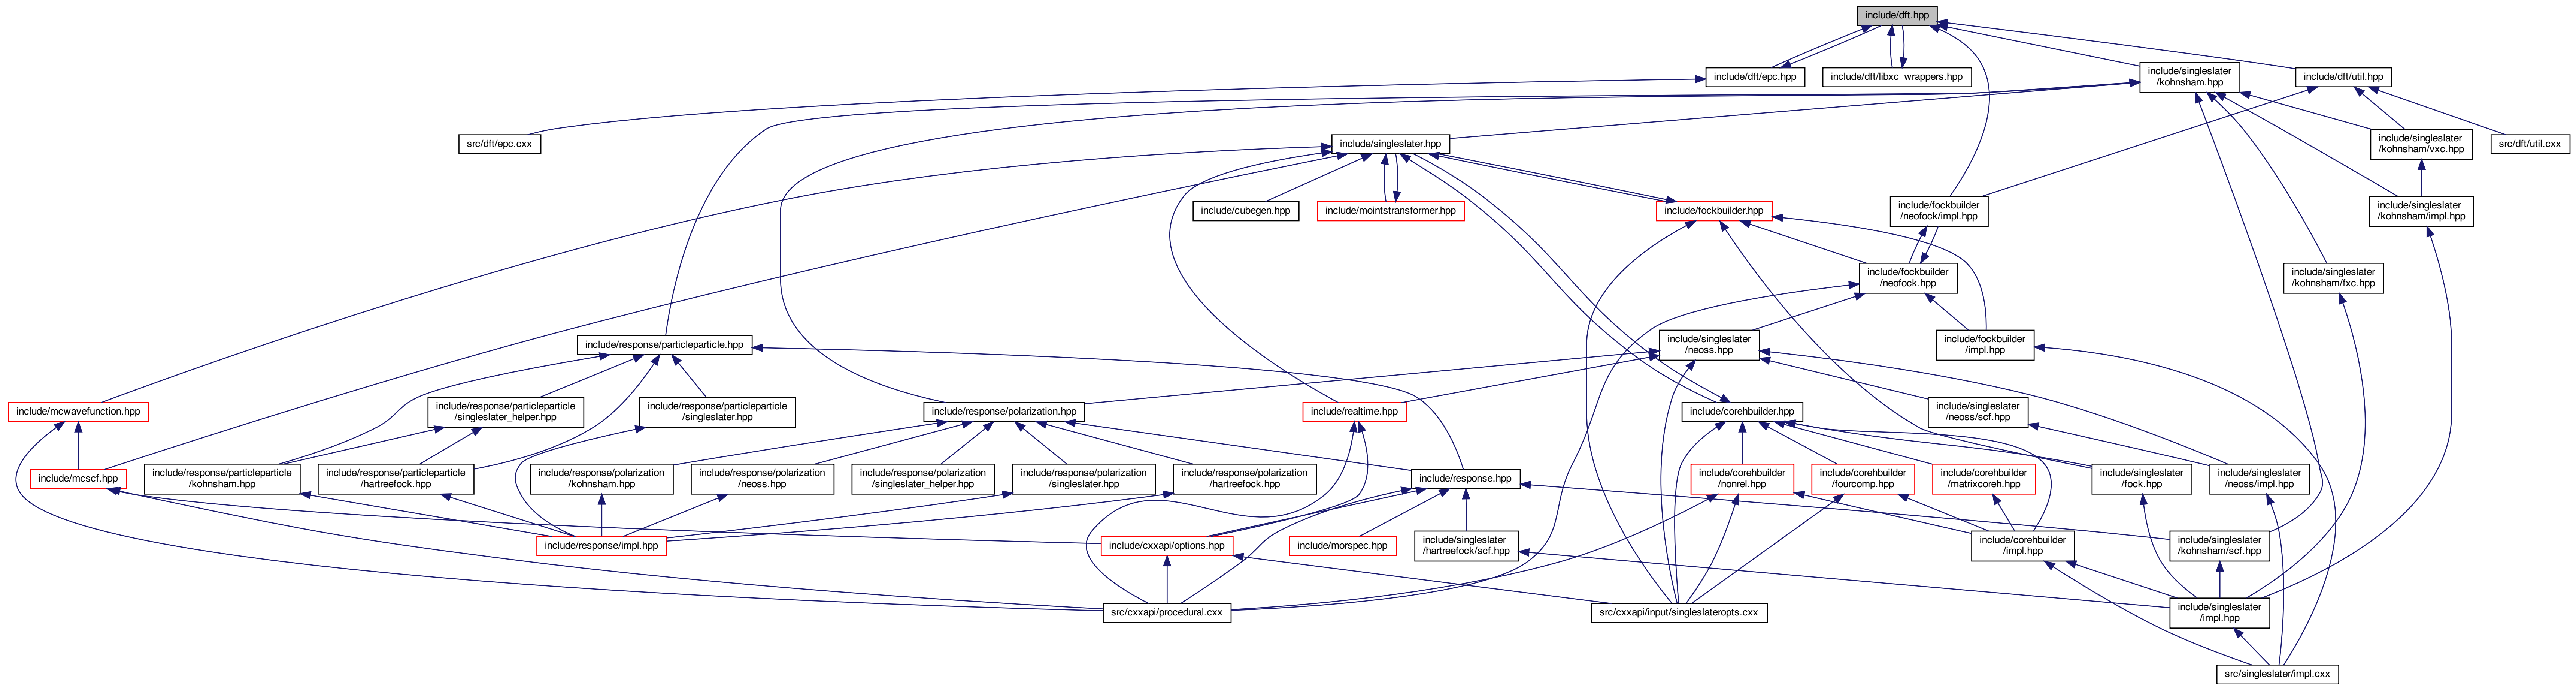 include/dft.hpp
include/dft/epc.hpp
include/dft/libxc_wrappers.hpp
include/singleslater
/kohnsham.hpp
include/dft/util.hpp
src/dft/epc.cxx
include/singleslater.hpp
include/singleslater
/kohnsham/vxc.hpp
src/dft/util.cxx
include/cubegen.hpp
include/mointstransformer.hpp
include/fockbuilder.hpp
include/fockbuilder
/neofock/impl.hpp
include/singleslater
/kohnsham/impl.hpp
include/fockbuilder
/neofock.hpp
include/singleslater
/kohnsham/fxc.hpp
include/response/particleparticle.hpp
include/singleslater
/neoss.hpp
include/fockbuilder
/impl.hpp
include/mcwavefunction.hpp
include/response/particleparticle
/singleslater_helper.hpp
include/response/particleparticle
/singleslater.hpp
include/response/polarization.hpp
include/realtime.hpp
include/corehbuilder.hpp
include/singleslater
/neoss/scf.hpp
include/mcscf.hpp
include/response/particleparticle
/kohnsham.hpp
include/response/particleparticle
/hartreefock.hpp
include/response/polarization
/kohnsham.hpp
include/response/polarization
/neoss.hpp
include/response/polarization
/singleslater_helper.hpp
include/response/polarization
/singleslater.hpp
include/response/polarization
/hartreefock.hpp
include/response.hpp
include/corehbuilder
/nonrel.hpp
include/corehbuilder
/fourcomp.hpp
include/corehbuilder
/matrixcoreh.hpp
include/singleslater
/fock.hpp
include/singleslater
/neoss/impl.hpp
include/response/impl.hpp
include/singleslater
/hartreefock/scf.hpp
include/cxxapi/options.hpp
include/morspec.hpp
include/corehbuilder
/impl.hpp
include/singleslater
/kohnsham/scf.hpp
src/cxxapi/procedural.cxx
src/cxxapi/input/singleslateropts.cxx
include/singleslater
/impl.hpp
src/singleslater/impl.cxx